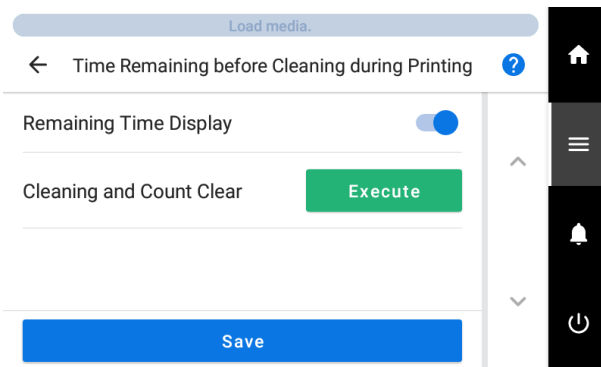 Load media.
Time Remaining before Cleaning during Printing ?
Remaining Time Display
Cleaning and Count Clear Execute
Save